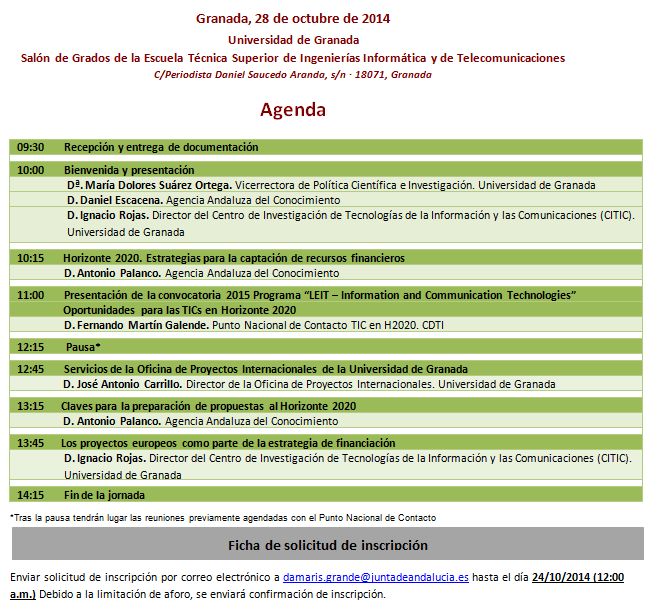 Granada, 28 de octubre de 2014
Universidad de Granada
Salón de Grados de la Escuela Técnica Superior de Ingenierías Informática y de Telecomunicaciones
C/Periodista Daniel Saucedo Aranda, s/n · 18071, Granada
Agenda
09:30 Recepción y entrega de documentación
10:00 Bienvenida y presentación
Dª. María Dolores Suárez Ortega. Vicerrectora de Política Científica e Investigación. Universidad de Granada
D. Daniel Escacena. Agencia Andaluza del Conocimiento
D. Ignacio Rojas. Director del Centro de Investigación de Tecnologías de la Información y las Comunicaciones (CITIC).
Universidad de Granada
10:15 Horizonte 2020. Estrategias para la captación de recursos financieros
D. Antonio Palanco. Agencia Andaluza del Conocimiento
11:00 Presentación de la convocatoria 2015 Programa “LEIT – Information and Communication Technologies”
Oportunidades para las TICs en Horizonte 2020
D. Fernando Martín Galende. Punto Nacional de Contacto TIC en H2020. CDTI
12:15 Pausa*
12:45 Servicios de la Oficina de Proyectos Internacionales de la Universidad de Granada
D. José Antonio Carrillo. Director de la Oficina de Proyectos Internacionales. Universidad de Granada
13:15 Claves para la preparación de propuestas al Horizonte 2020
D. Antonio Palanco. Agencia Andaluza del Conocimiento
13:45 Los proyectos europeos como parte de la estrategia de financiación
D. Ignacio Rojas. Director del Centro de Investigación de Tecnologías de la Información y las Comunicaciones (CITIC).
Universidad de Granada
14:15 Fin de la jornada
*Tras la pausa tendrán lugar las reuniones previamente agendadas con el Punto Nacional de Contacto
Ficha de solicitud de inscripción
Enviar solicitud de inscripción por correo electrónico a damaris.grande@juntadeandalucia.es hasta el día 24/10/2014 (12:00
a.m.) Debido a la limitación de aforo, se enviará confirmación de inscripción.